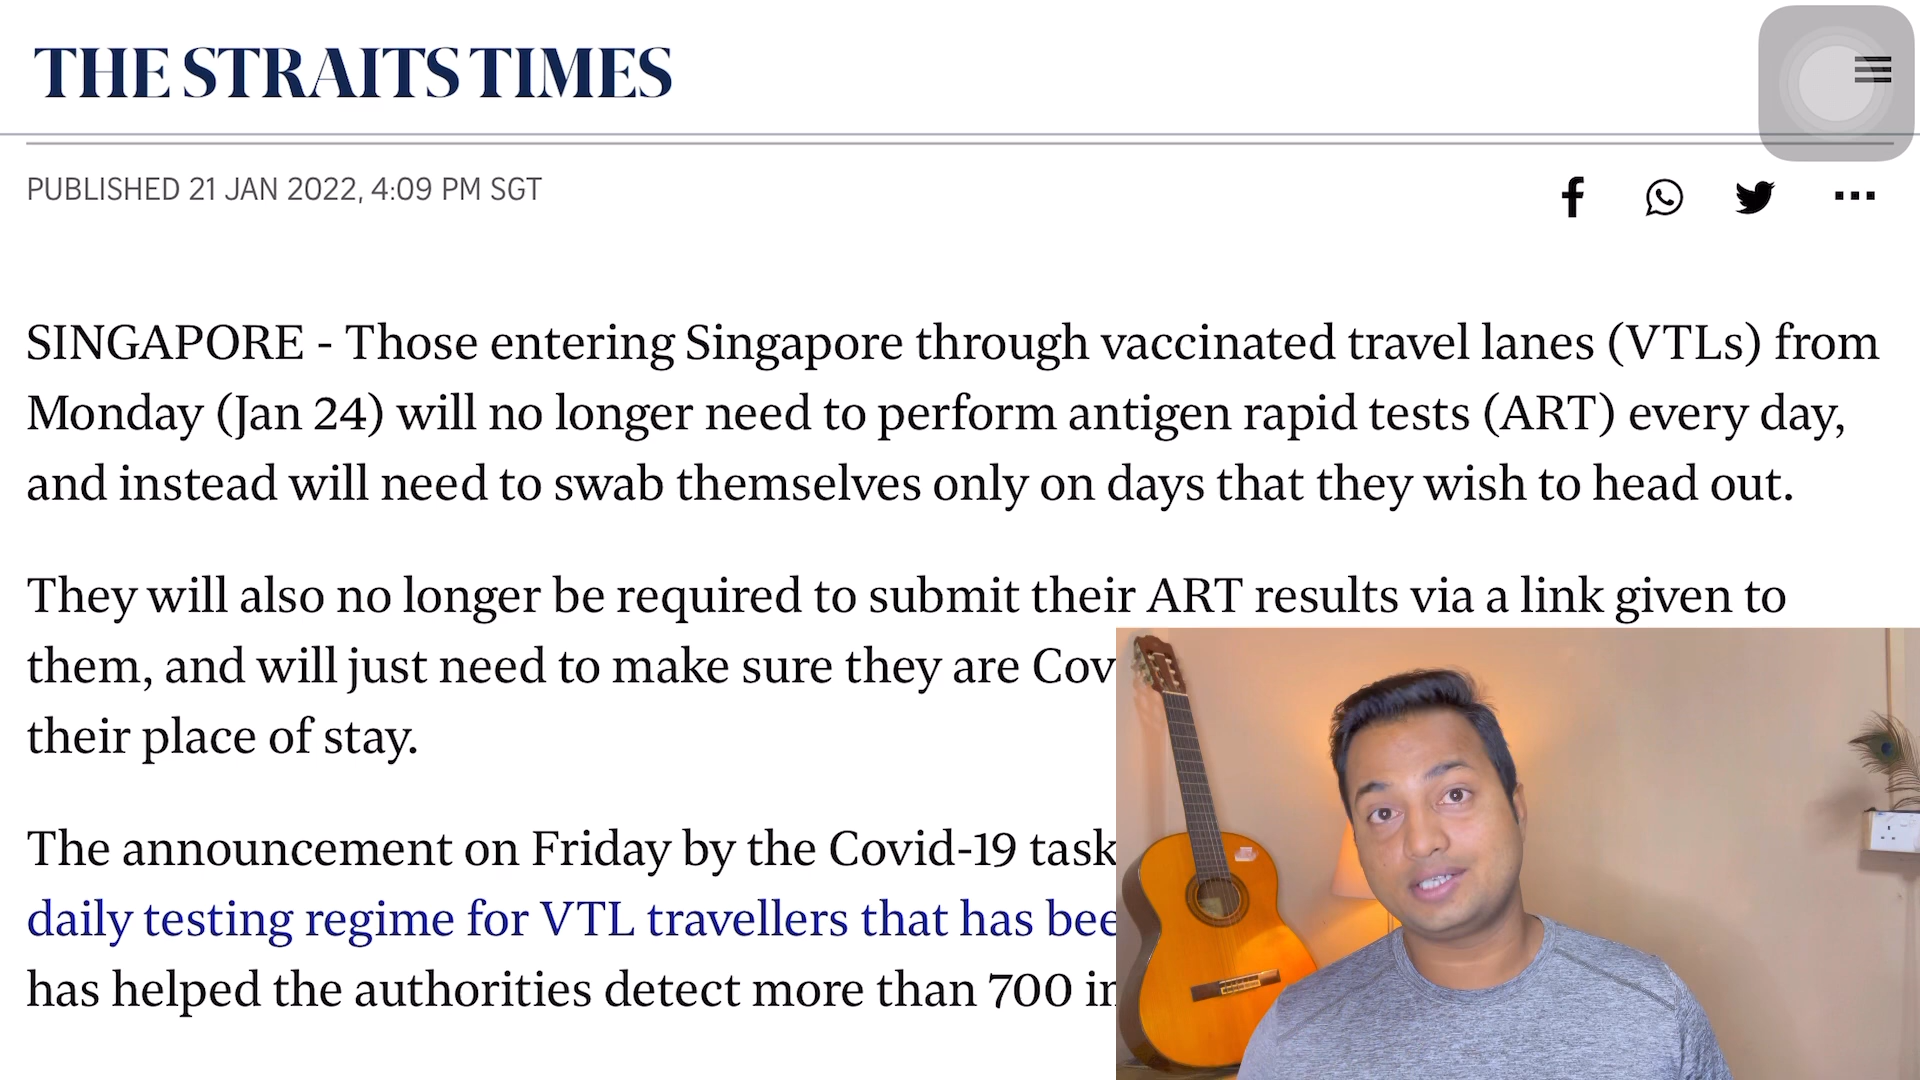 THE STRAITS TIMES
PUBLISHED 21 JAN 2022, 4:09 PM SGT
SINGAPORE - Those entering Singapore through vaccinated travel lanes (VTLs) from
Monday (Jan 24) will no longer need to perform antigen rapid tests (ART) every day,
and instead will need to swab themselves only on days that they wish to head out.
They will also no longer be required to submit their ART results via a link given to
them, and will just need to make sure they are Cov
their place of stay.
The announcement on Friday by the Covid-19 task
daily testing regime for VTL travellers that has bee
has helped the authorities detect more than 700 in